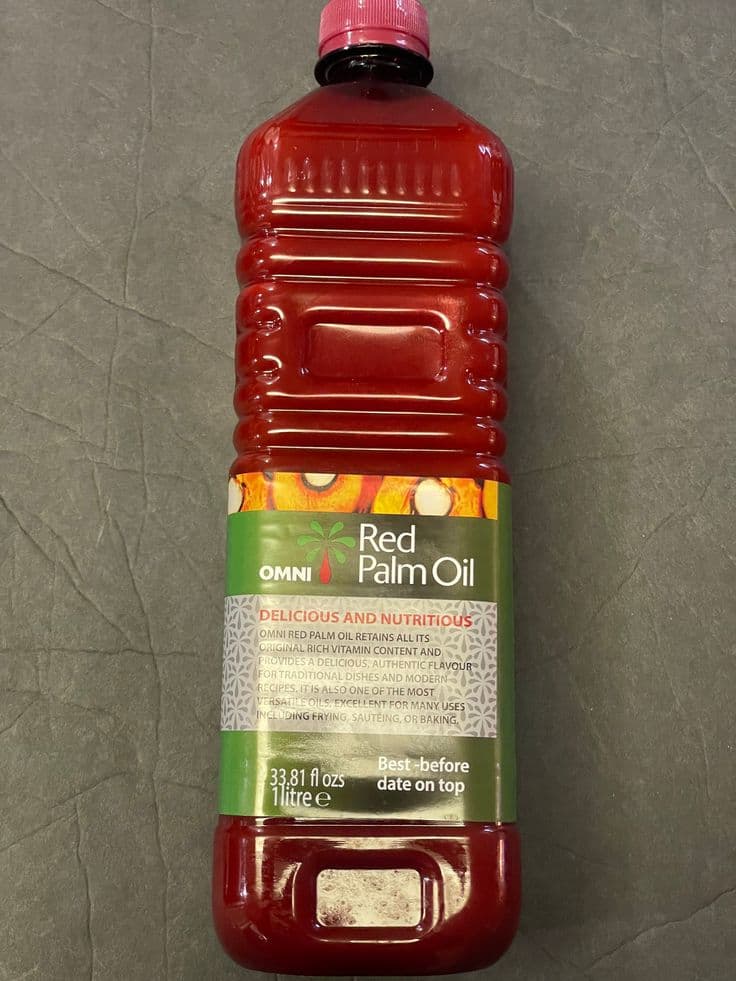 OMNI
Red
Palm Oil
DELICIOUS AND NUTRITIOUS
OMNI RED PALM OIL RETAINS ALL ITS
ORIGINAL RICH VITAMIN CONTENT AND
PROVIDES A DELICIOUS, AUTHENTIC FLAVOUR
FOR TRADITIONAL DISHES AND MODERN
RECIPES. IT IS ALSO ONE OF THE MOST
VERSATILE OILS, EXCELLENT FOR MANY USES
INCLUDING FRYING, SAUTÉING, OR BAKING.
33.81 fl ozs
1litre ℮
Best-before
date on top